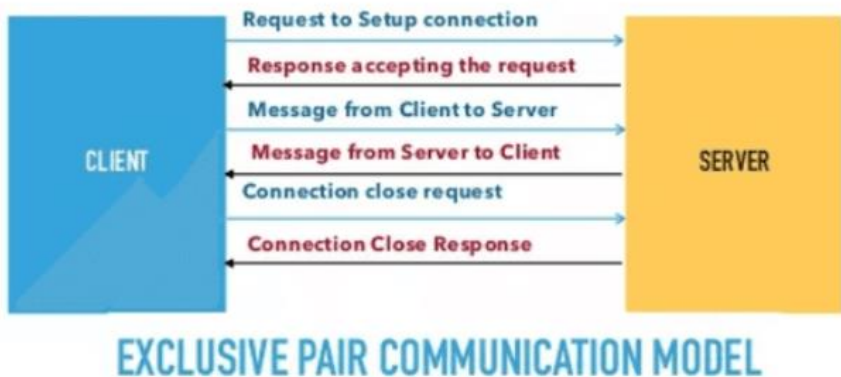 Request to Setup connection
Response accepting the request
Message from Client to Server
CLIENT
Message from Server to Client
SERVER
Connection close request
Connection Close Response
EXCLUSIVE PAIR COMMUNICATION MODEL